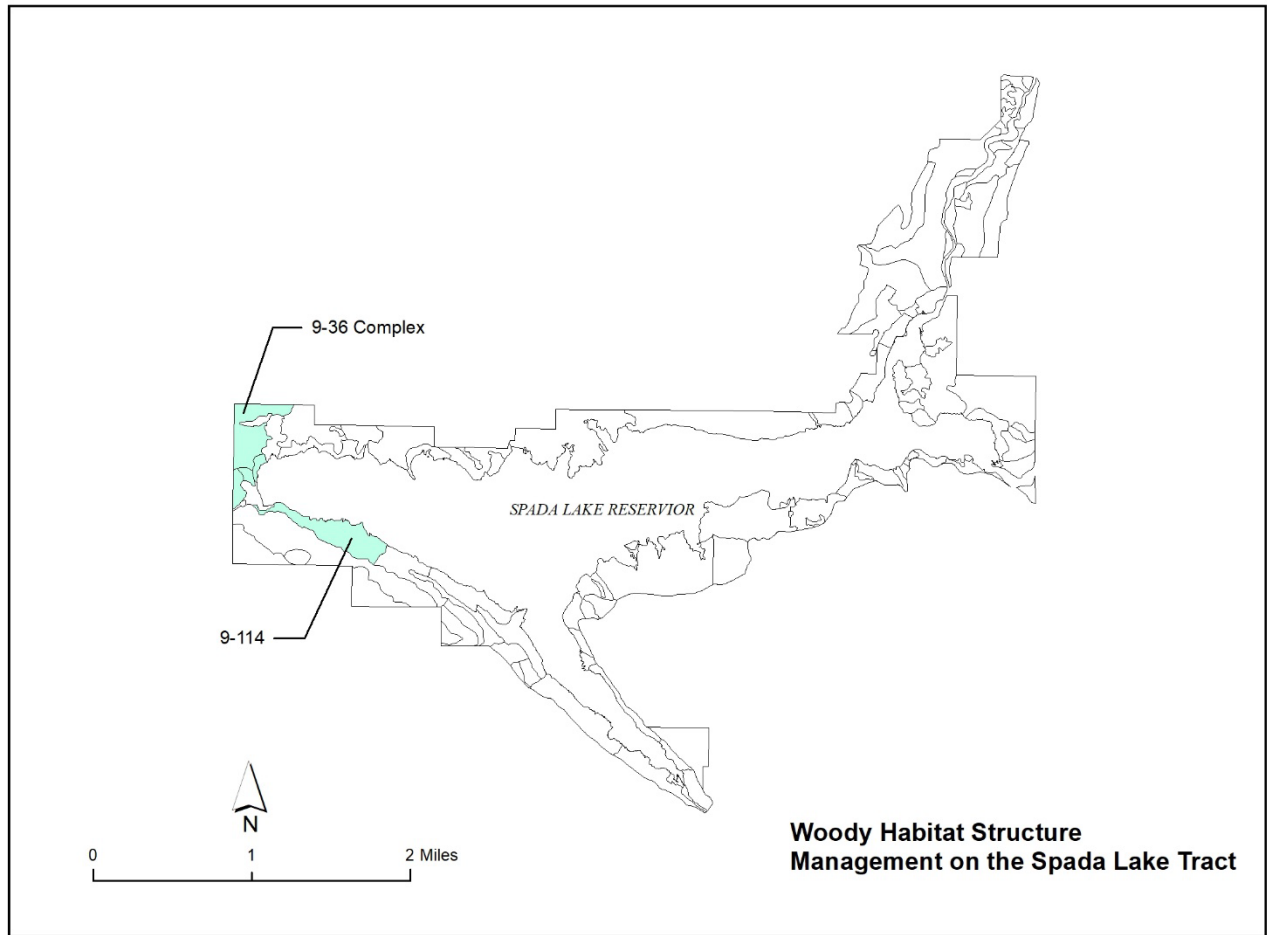 9-36 Complex
SPADA LAKE RESERVIOR
9-114
N
0 1 2 Miles
Woody Habitat Structure
Management on the Spada Lake Tract